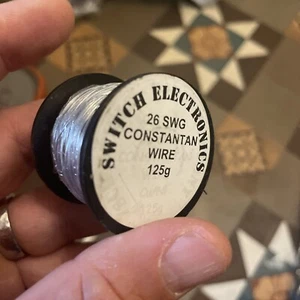 SWITCH ELECTRONICS
26 SWG
CONSTANTAN
WIRE
125g